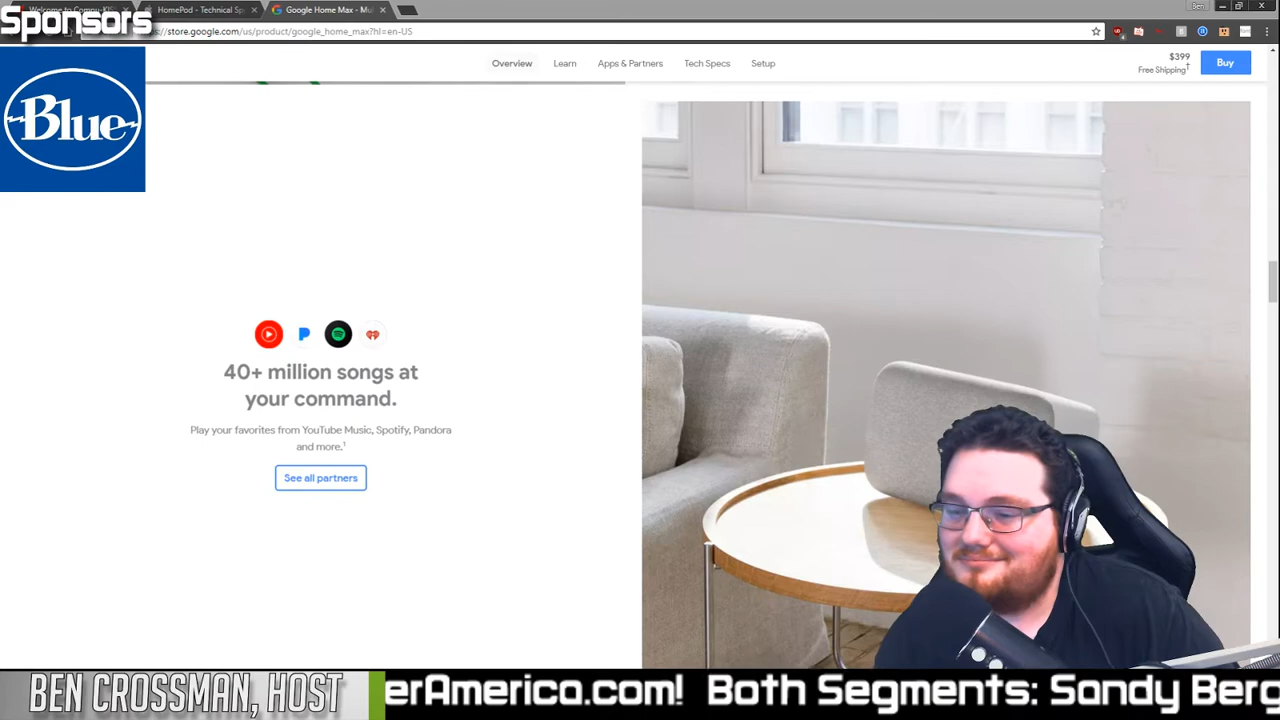 Sponsors
HomePod - Technical Sp
Google Home Max - Mu
Ben
store.google.com/us/product/google_home_max?hl=en-US
Blue
Overview Learn Apps & Partners Tech Specs Setup
$399
Free Shipping†
Buy
40+ million songs at
your command.
Play your favorites from YouTube Music, Spotify, Pandora
and more.¹
See all partners
BEN CROSSMAN, HOST
erAmerica.com! Both Segments: Sandy Berg